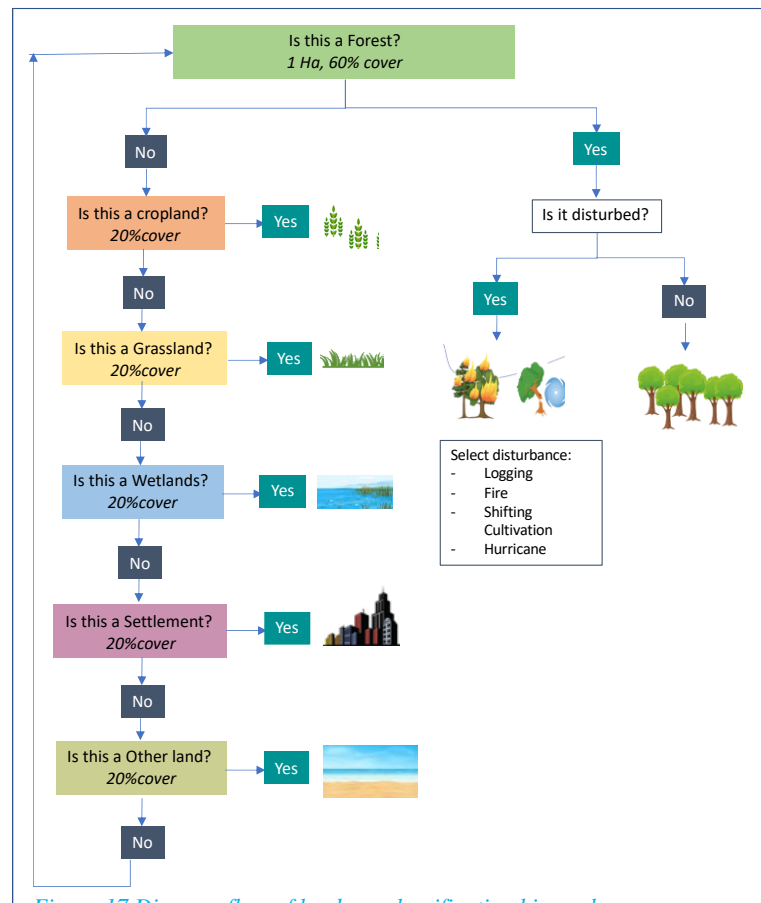 Is this a Forest?
1 Ha, 60% cover
No
Yes
Is this a cropland?
20%cover
Yes
Is it disturbed?
No
Yes
No
Is this a Grassland?
20%cover
Yes
No
Select disturbance:
- Logging
- Fire
- Shifting
Cultivation
- Hurricane
Is this a Wetlands?
20%cover
Yes
No
Is this a Settlement?
20%cover
Yes
No
Is this a Other land?
20%cover
Yes
No